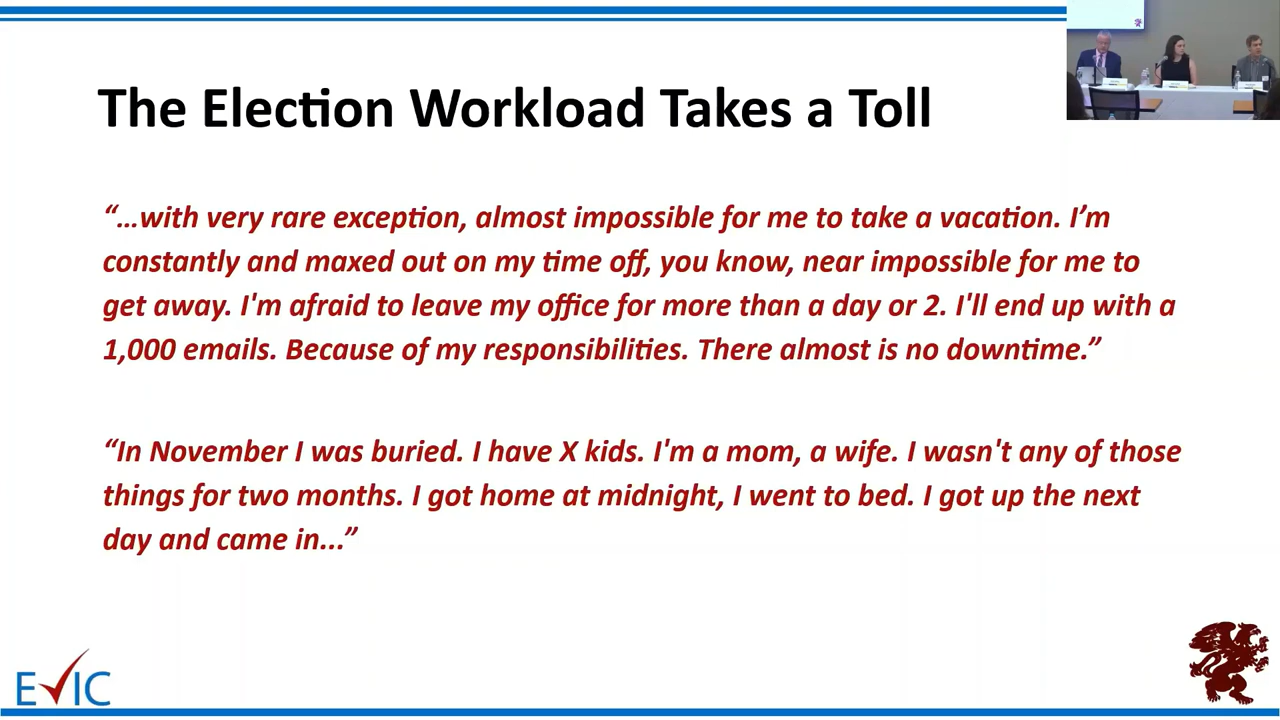 The Election Workload Takes a Toll
“…with very rare exception, almost impossible for me to take a vacation. I’m
constantly and maxed out on my time off, you know, near impossible for me to
get away. I'm afraid to leave my office for more than a day or 2. I'll end up with a
1,000 emails. Because of my responsibilities. There almost is no downtime.”
“In November I was buried. I have X kids. I'm a mom, a wife. I wasn't any of those
things for two months. I got home at midnight, I went to bed. I got up the next
day and came in...”
EVIC